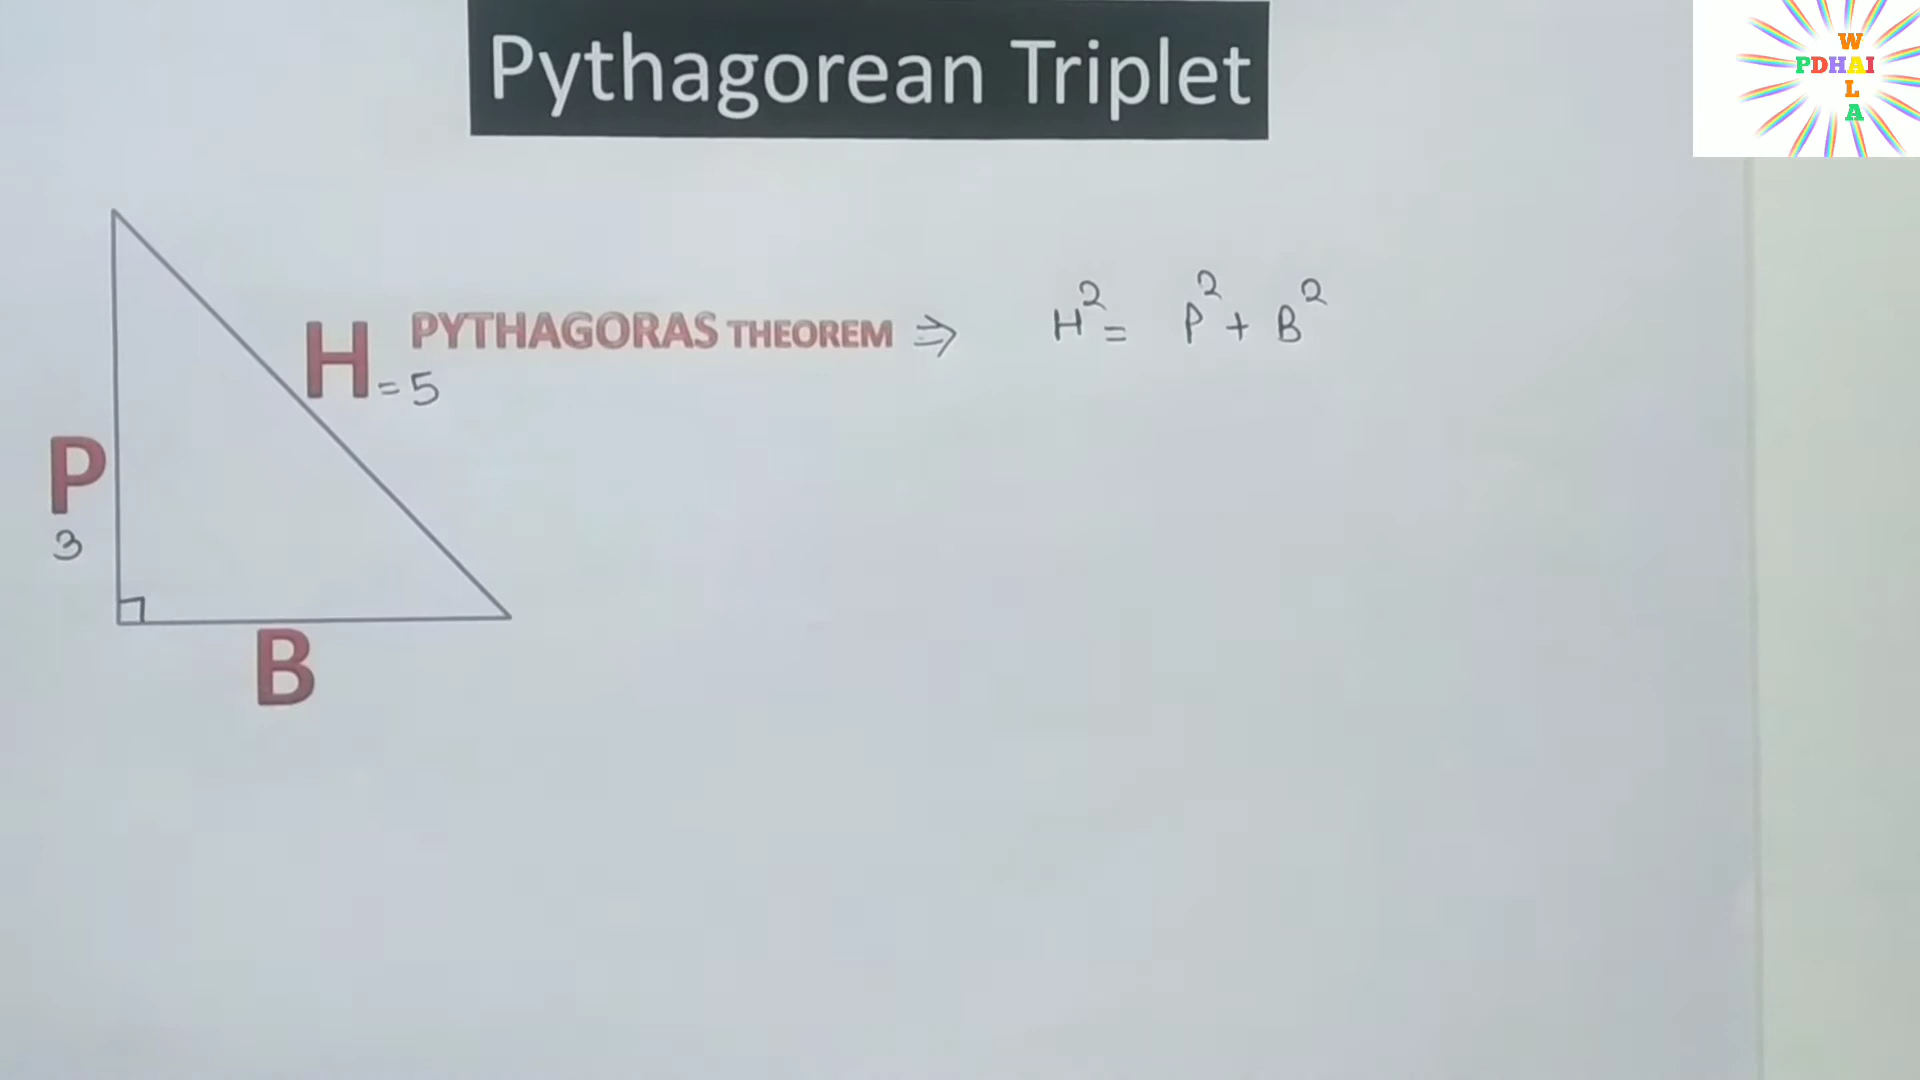 Pythagorean Triplet
W
PDHAI
L
A
H PYTHAGORAS THEOREM ⇒ H² = P² + B²
= 5
P
3
B